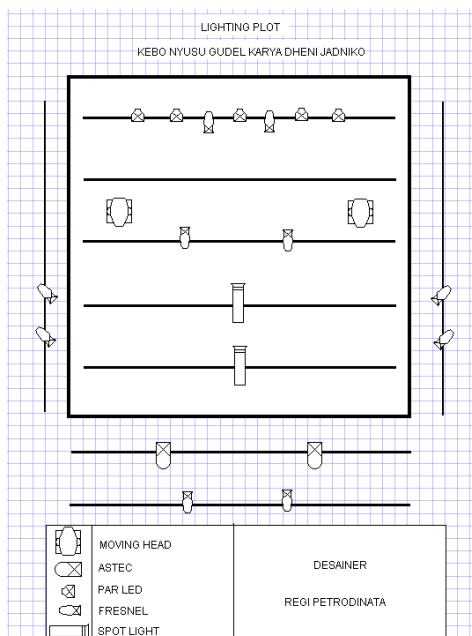 LIGHTING PLOT
KEBO NYUSU GUDEL KARYA DHENI JADNIKO
MOVING HEAD
ASTEC
PAR LED
FRESNEL
SPOT LIGHT
DESAINER
REGI PETRODINATA